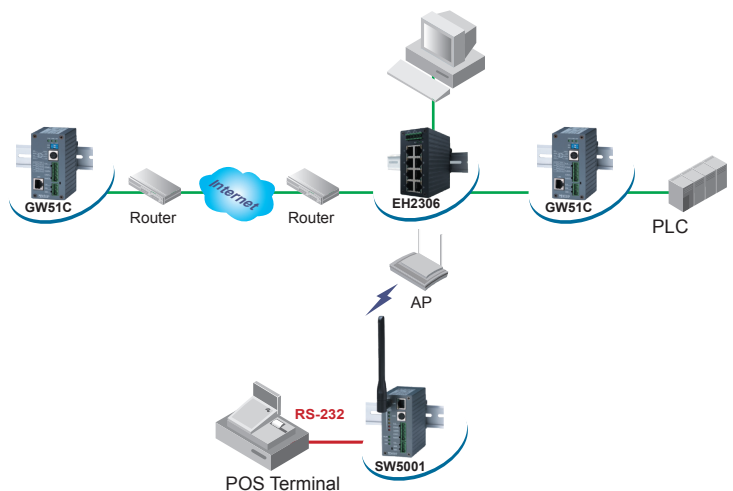 GW51C
Router
Internet
Router
EH2306
GW51C
PLC
AP
RS-232
SW5001
POS Terminal